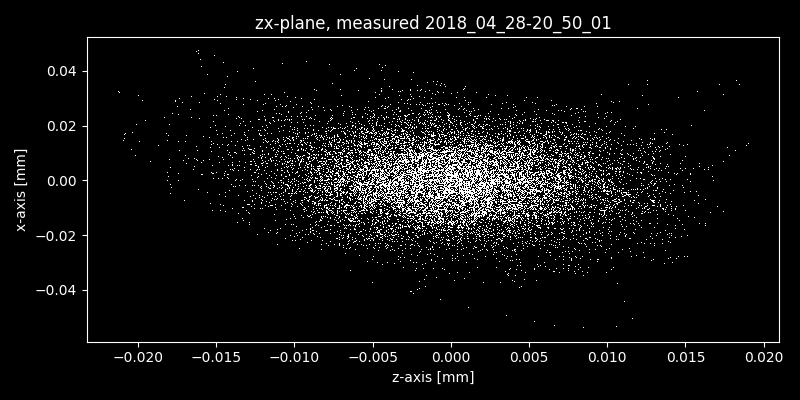 zx-plane, measured 2018_04_28-20_50_01
0.04
0.02
0.00
−0.02
−0.04
x-axis [mm]
−0.020 −0.015 −0.010 −0.005 0.000 0.005 0.010 0.015 0.020
z-axis [mm]